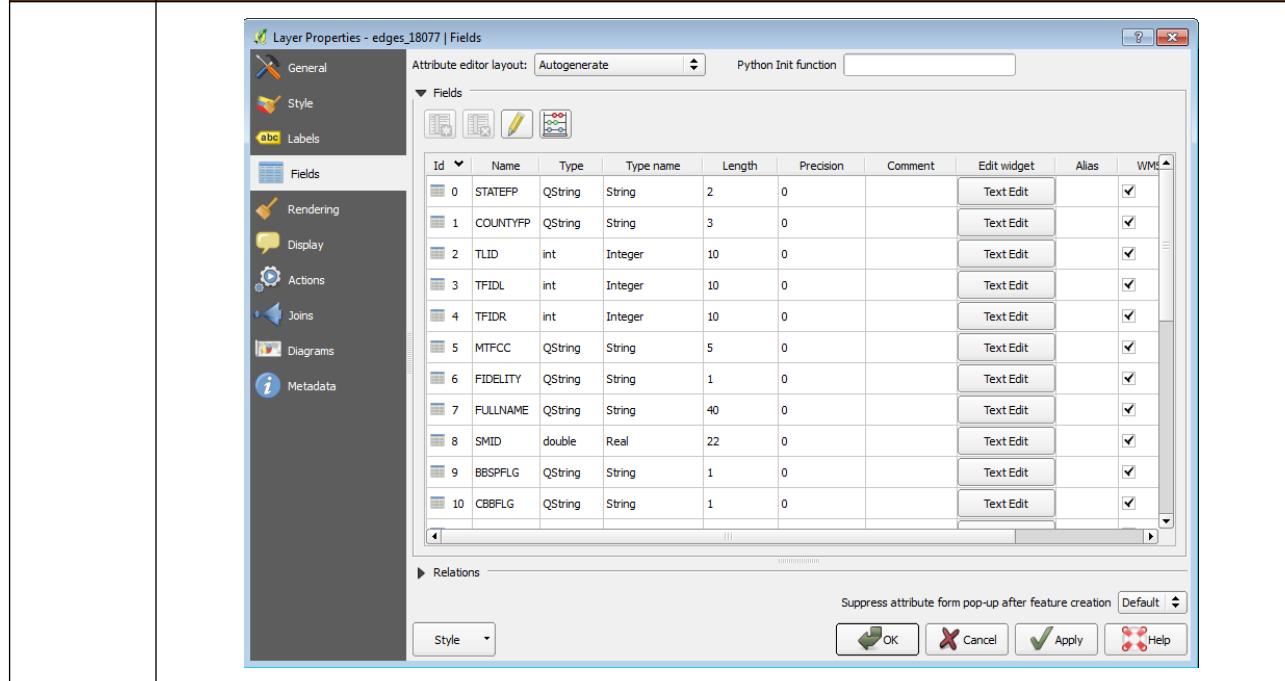 Layer Properties - edges_18077 | Fields
General
Style
abc Labels
Fields
Rendering
Display
Actions
Joins
Diagrams
Metadata
Attribute editor layout: Autogenerate Python Init function
Fields
Id Name Type Type name Length Precision Comment Edit widget Alias WMS
0 STATEFP QString String 2 0 Text Edit
1 COUNTYFP QString String 3 0 Text Edit
2 TLID int Integer 10 0 Text Edit
3 TFIDL int Integer 10 0 Text Edit
4 TFIDR int Integer 10 0 Text Edit
5 MTFCC QString String 5 0 Text Edit
6 FIDELITY QString String 1 0 Text Edit
7 FULLNAME QString String 40 0 Text Edit
8 SMID double Real 22 0 Text Edit
9 BBSPFLG QString String 1 0 Text Edit
10 CBBFLG QString String 1 0 Text Edit
Relations
Suppress attribute form pop-up after feature creation Default
Style OK Cancel Apply Help